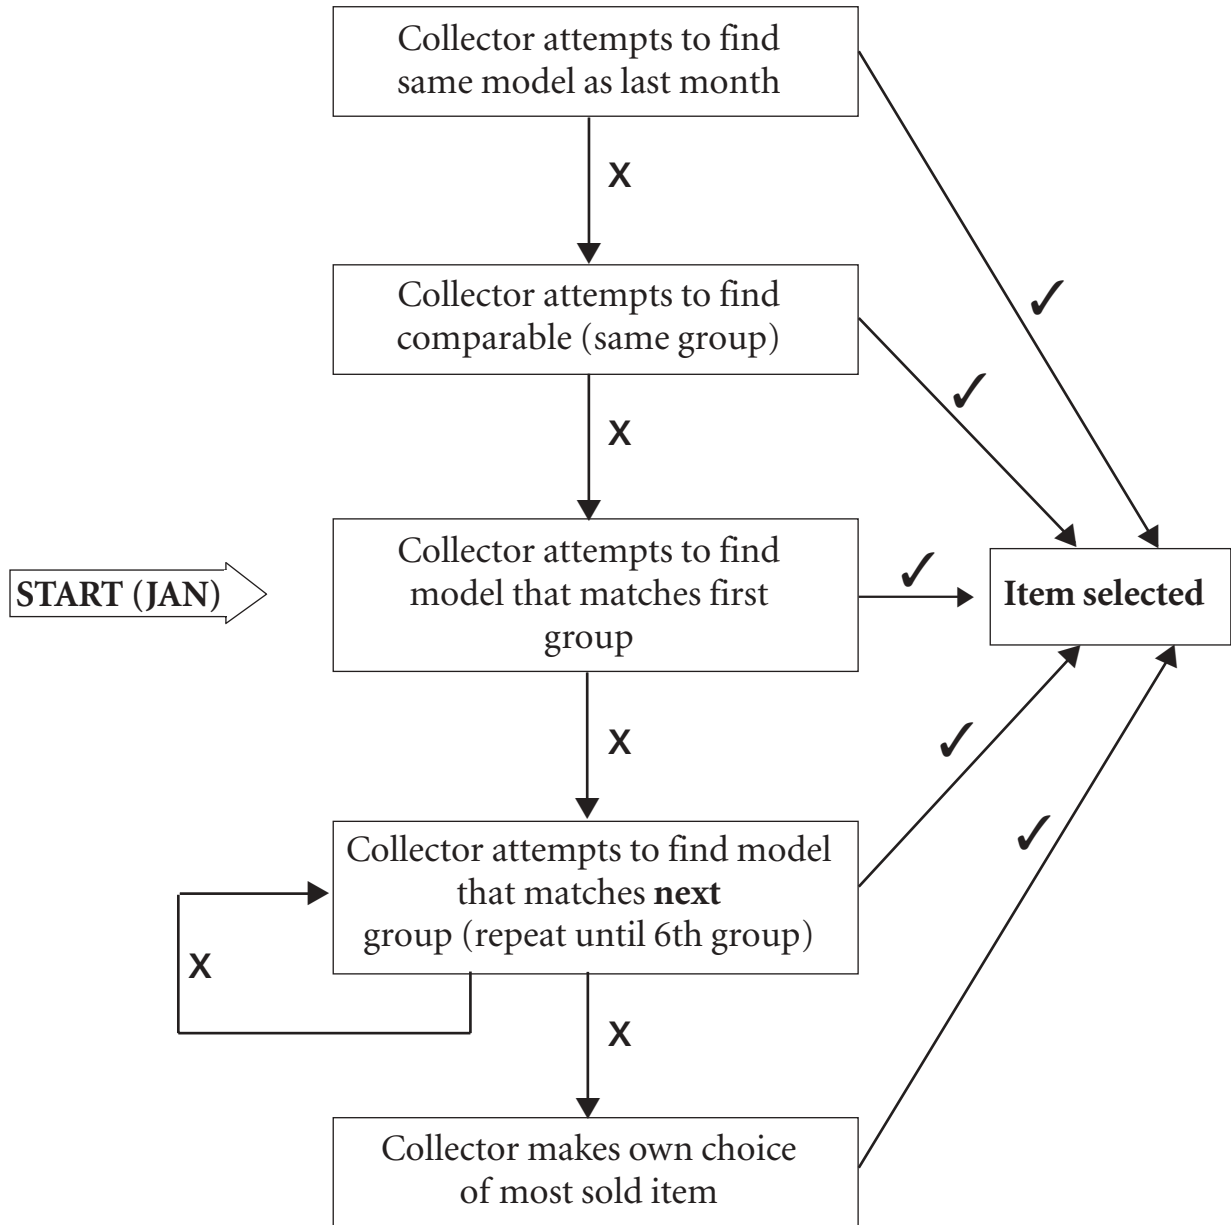 Collector attempts to find
same model as last month
X
✓
Collector attempts to find
comparable (same group)
✓
X
START (JAN)
Collector attempts to find
model that matches first
group
✓
Item selected
X
✓
Collector attempts to find model
that matches next
group (repeat until 6th group)
✓
X
X
Collector makes own choice
of most sold item